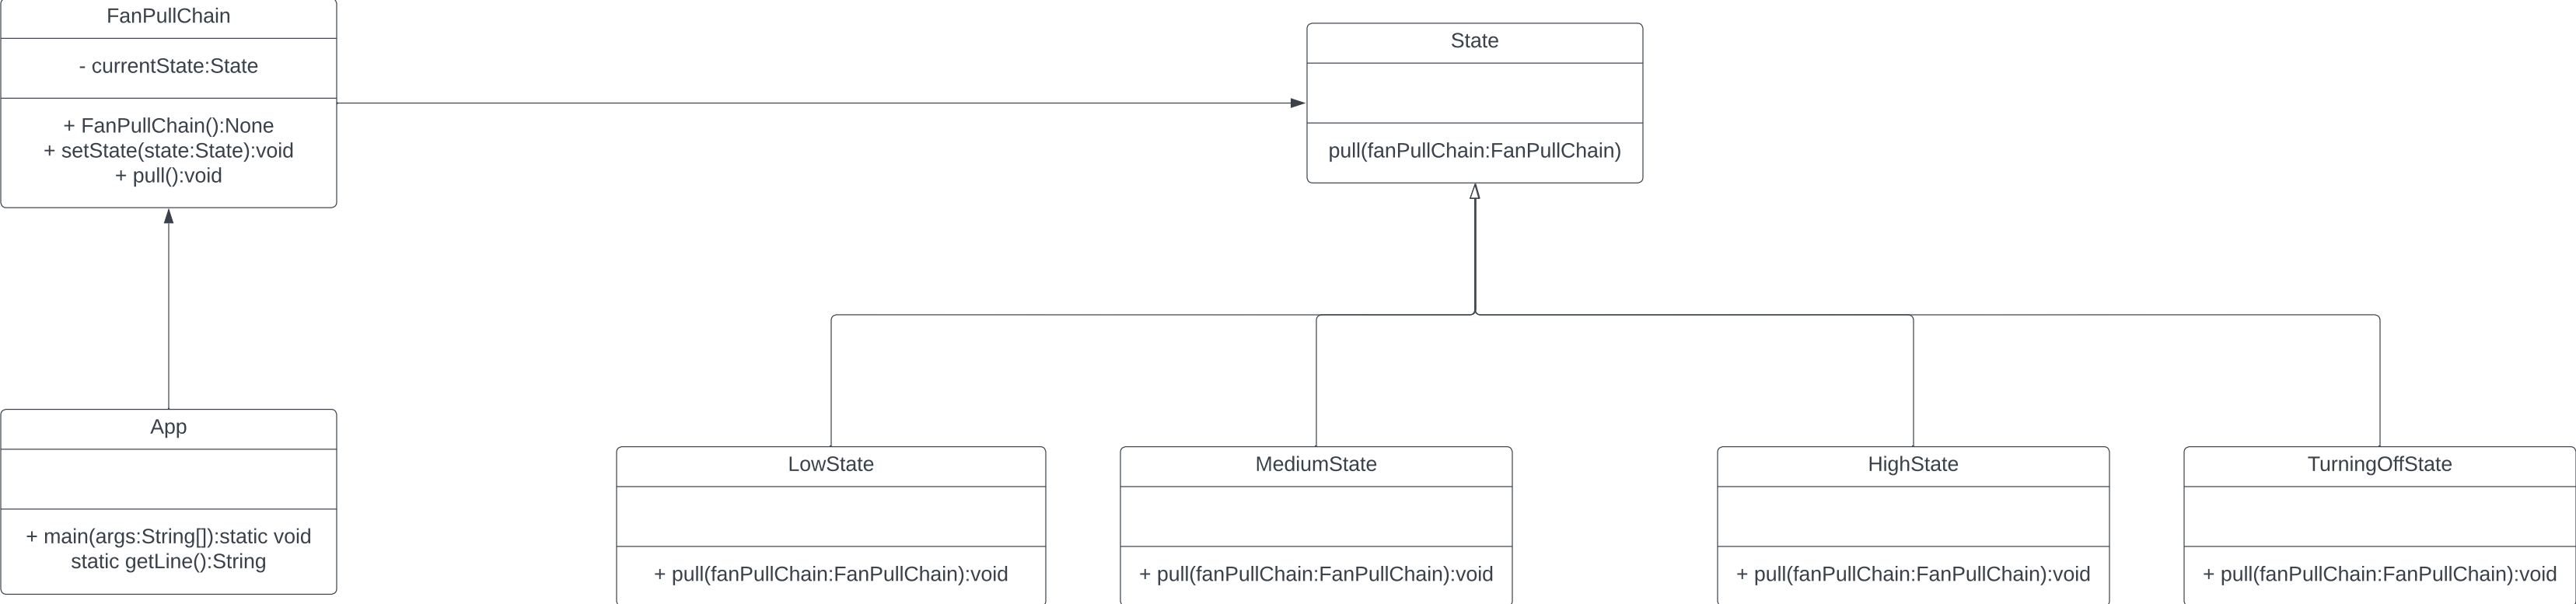 FanPullChain
- currentState:State
+ FanPullChain():None
+ setState(state:State):void
+ pull():void
State
pull(fanPullChain:FanPullChain)
App
+ main(args:String[]):static void
static getLine():String
LowState
+ pull(fanPullChain:FanPullChain):void
MediumState
+ pull(fanPullChain:FanPullChain):void
HighState
+ pull(fanPullChain:FanPullChain):void
TurningOffState
+ pull(fanPullChain:FanPullChain):void